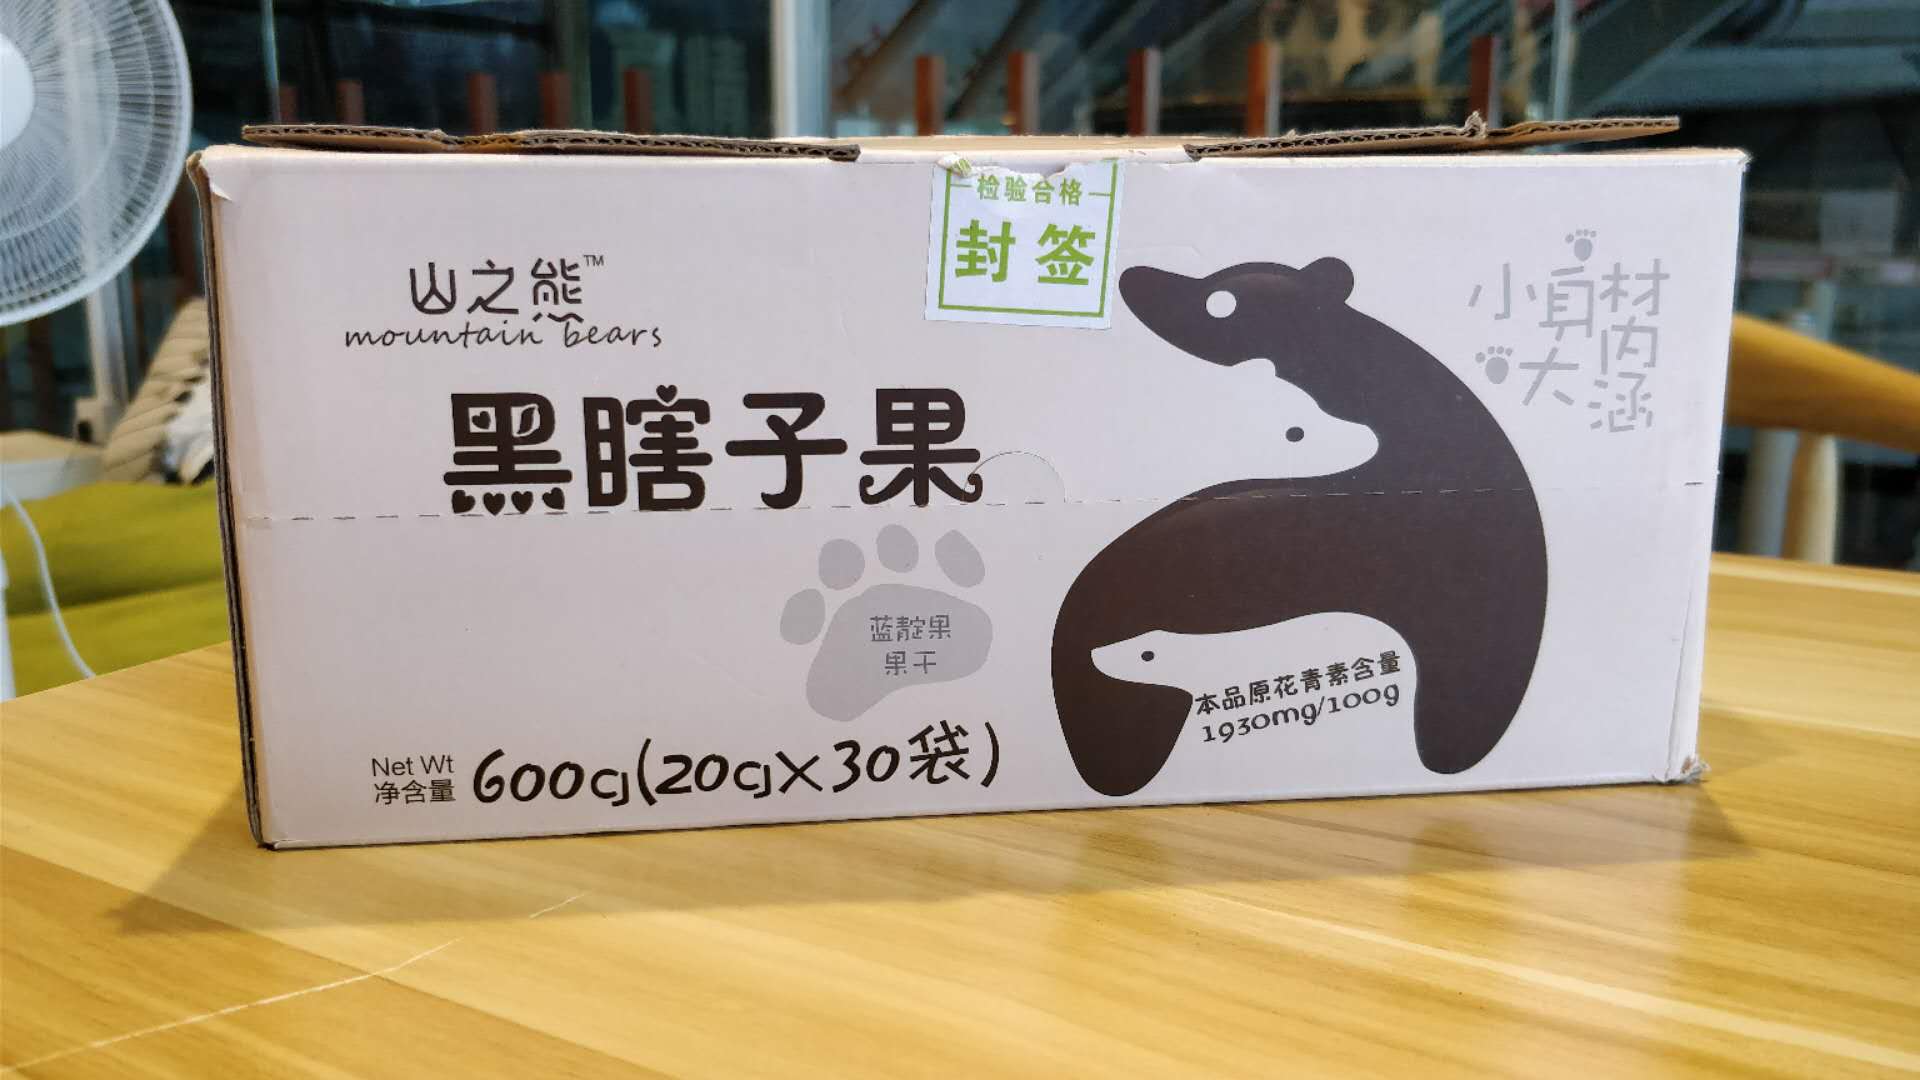 检验合格
封签
山之熊™
mountain bears
小身材
大内涵
黑瞎子果
蓝靛果
果干
本品原花青素含量
1930mg/100g
Net Wt
净含量
600g(20g×30袋)